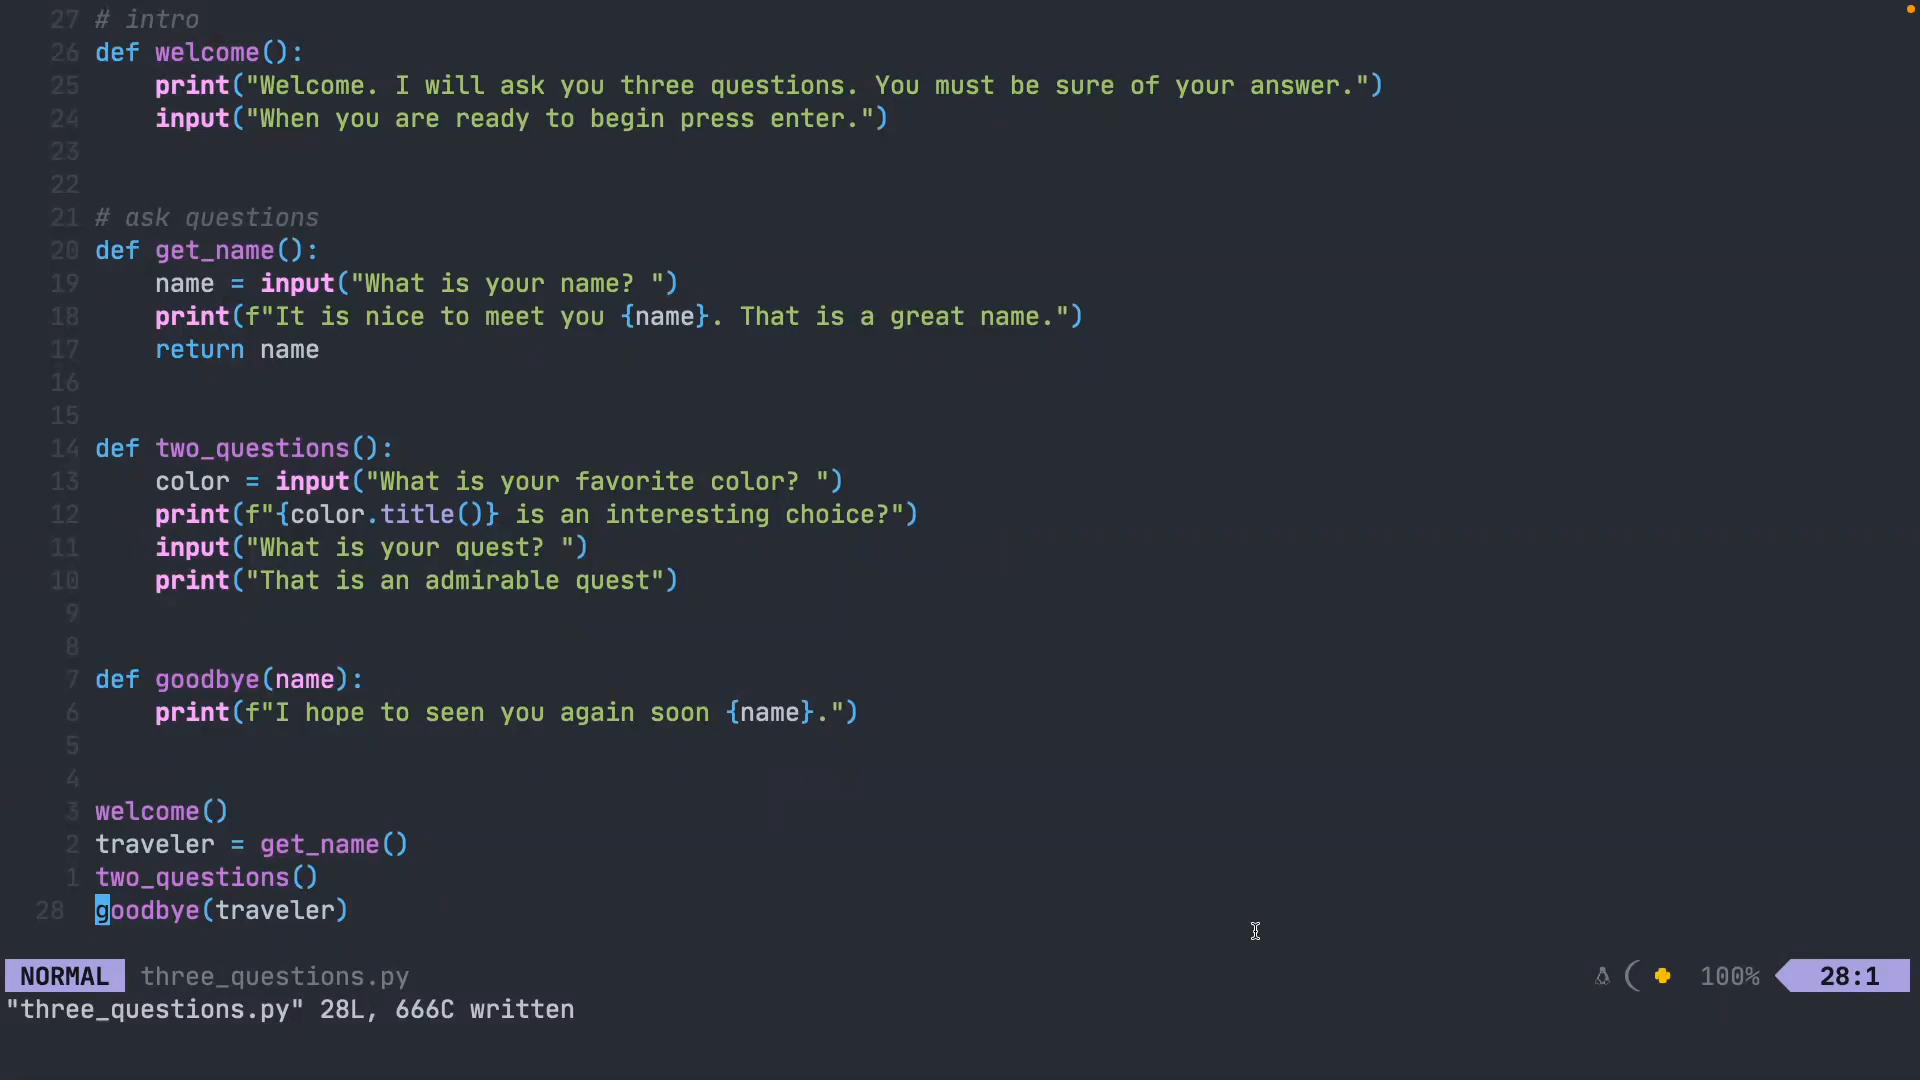 27 # intro
26 def welcome():
25     print("Welcome. I will ask you three questions. You must be sure of your answer.")
24     input("When you are ready to begin press enter.")
23
22
21 # ask questions
20 def get_name():
19     name = input("What is your name? ")
18     print(f"It is nice to meet you {name}. That is a great name.")
17     return name
16
15
14 def two_questions():
13     color = input("What is your favorite color? ")
12     print(f"{color.title()} is an interesting choice?")
11     input("What is your quest? ")
10     print("That is an admirable quest")
9
8
7 def goodbye(name):
6     print(f"I hope to seen you again soon {name}.")
5
4
3 welcome()
2 traveler = get_name()
1 two_questions()
28 goodbye(traveler)
NORMAL three_questions.py 100% 28:1
"three_questions.py" 28L, 666C written